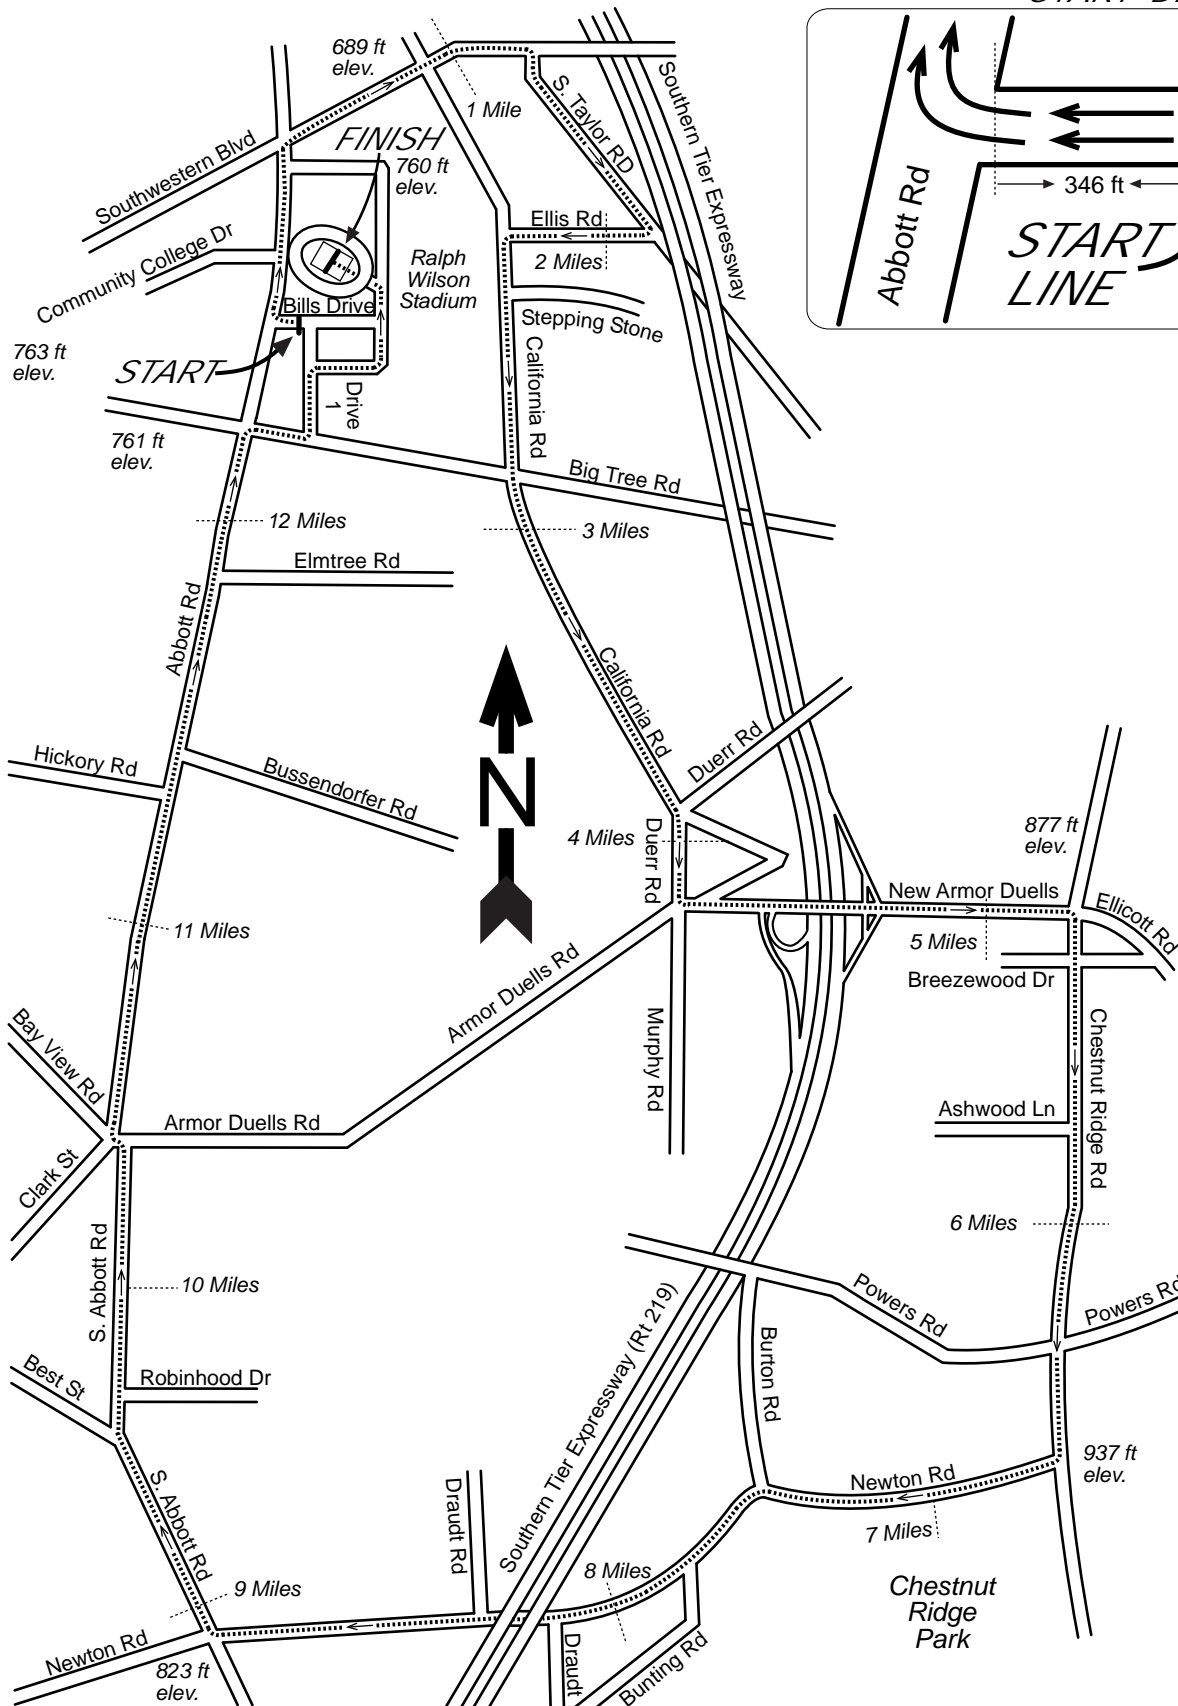 689 ft
elev.
1 Mile
S. Taylor RD
Southern Tier Expressway
Southwestern Blvd
FINISH
760 ft
elev.
Ellis Rd
2 Miles
Community College Dr
Ralph
Wilson
Stadium
Bills Drive
Stepping Stone
763 ft
elev.
START
Drive
1
California Rd
761 ft
elev.
Big Tree Rd
12 Miles
3 Miles
Elmtree Rd
Abbott Rd
California Rd
Hickory Rd
Bussendorfer Rd
N
Duerr Rd
4 Miles
Duerr Rd
877 ft
elev.
New Armor Duells
Ellicott Rd
5 Miles
Breezewood Dr
11 Miles
Armor Duells Rd
Murphy Rd
Chestnut Ridge Rd
Bay View Rd
Armor Duells Rd
Ashwood Ln
Clark St
6 Miles
S. Abbott Rd
10 Miles
Powers Rd
Powers Rd
Southern Tier Expressway (Rt 219)
Burton Rd
Best St
Robinhood Dr
937 ft
elev.
Newton Rd
7 Miles
S. Abbott Rd
Draudt Rd
8 Miles
9 Miles
Chestnut
Ridge
Park
Newton Rd
823 ft
elev.
Draudt
Bunting Rd
START
Abbott Rd
346 ft
START
LINE